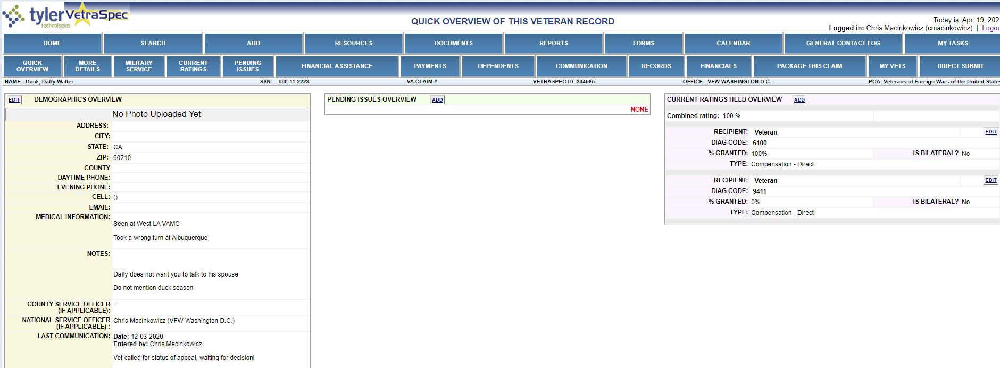 tyler technologies VetraSpec
QUICK OVERVIEW OF THIS VETERAN RECORD
Today is: Apr. 19, 202
Logged in: Chris Macinkowicz (cmacinkowicz) | Logou
HOME SEARCH ADD RESOURCES DOCUMENTS REPORTS FORMS CALENDAR GENERAL CONTACT LOG MY TASKS
QUICK OVERVIEW MORE DETAILS MILITARY SERVICE CURRENT RATINGS PENDING ISSUES FINANCIAL ASSISTANCE PAYMENTS DEPENDENTS COMMUNICATION RECORDS FINANCIALS PACKAGE THIS CLAIM MY VETS DIRECT SUBMIT
NAME: Duck, Daffy Walter SSN: 000-11-2223 VA CLAIM #: VETRASPEC ID: 304565 OFFICE: VFW WASHINGTON D.C. POA: Veterans of Foreign Wars of the United States
EDIT DEMOGRAPHICS OVERVIEW
No Photo Uploaded Yet
ADDRESS:
CITY:
STATE: CA
ZIP: 90210
COUNTY
DAYTIME PHONE:
EVENING PHONE:
CELL: ()
EMAIL:
MEDICAL INFORMATION:
Seen at West LA VAMC
Took a wrong turn at Albuquerque
NOTES:
Daffy does not want you to talk to his spouse
Do not mention duck season
COUNTY SERVICE OFFICER -
(IF APPLICABLE):
NATIONAL SERVICE OFFICER Chris Macinkowicz (VFW Washington D.C.)
(IF APPLICABLE) :
LAST COMMUNICATION: Date: 12-03-2020
Entered by: Chris Macinkowicz
Vet called for status of appeal, waiting for decisionl
PENDING ISSUES OVERVIEW ADD
NONE
CURRENT RATINGS HELD OVERVIEW ADD
Combined rating: 100 %
RECIPIENT: Veteran EDIT
DIAG CODE: 6100
% GRANTED: 100% IS BILATERAL? No
TYPE: Compensation - Direct
RECIPIENT: Veteran EDIT
DIAG CODE: 9411
% GRANTED: 0% IS BILATERAL? No
TYPE: Compensation - Direct